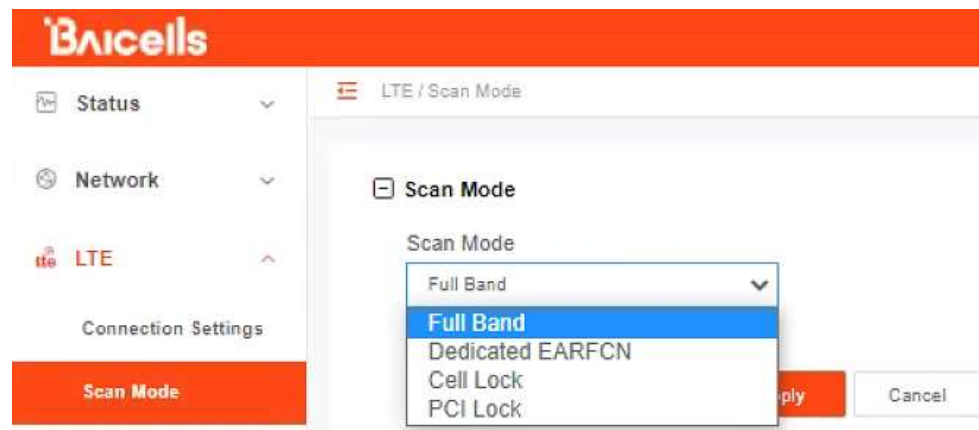 Baicells
Status
LTE / Scan Mode
Network
Scan Mode
LTE
Scan Mode
Full Band
Full Band
Connection Settings
Dedicated EARFCN
Cell Lock
Scan Mode
PCI Lock
ply
Cancel